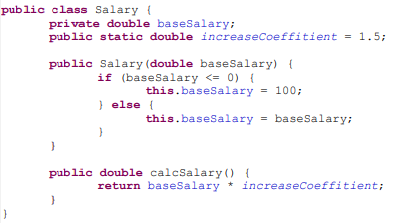 public class Salary {
private double baseSalary;
public static double increaseCoeffitient = 1.5;
public Salary(double baseSalary) {
if (baseSalary <= 0) {
this.baseSalary = 100;
} else {
this.baseSalary = baseSalary;
}
}
public double calcSalary() {
return baseSalary * increaseCoeffitient;
}
}